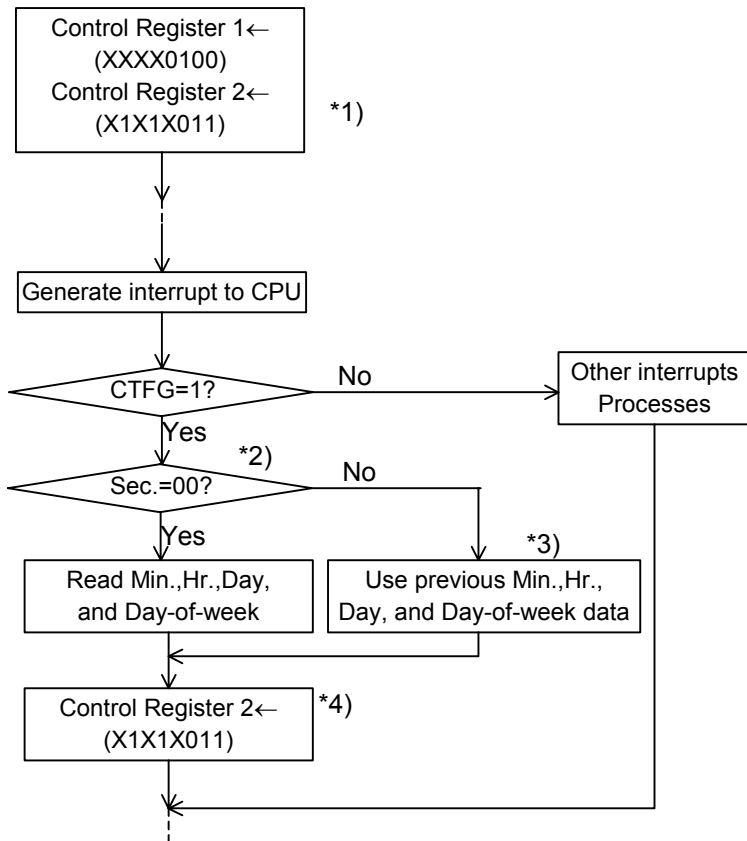 Control Register 1←
(XXXX0100)
Control Register 2←
(X1X1X011)
*1)
Generate interrupt to CPU
CTFG=1?
No
Other interrupts
Processes
Yes
*2)
Sec.=00?
No
Yes
*3)
Read Min.,Hr.,Day,
and Day-of-week
Use previous Min.,Hr.,
Day, and Day-of-week data
Control Register 2←
(X1X1X011)
*4)